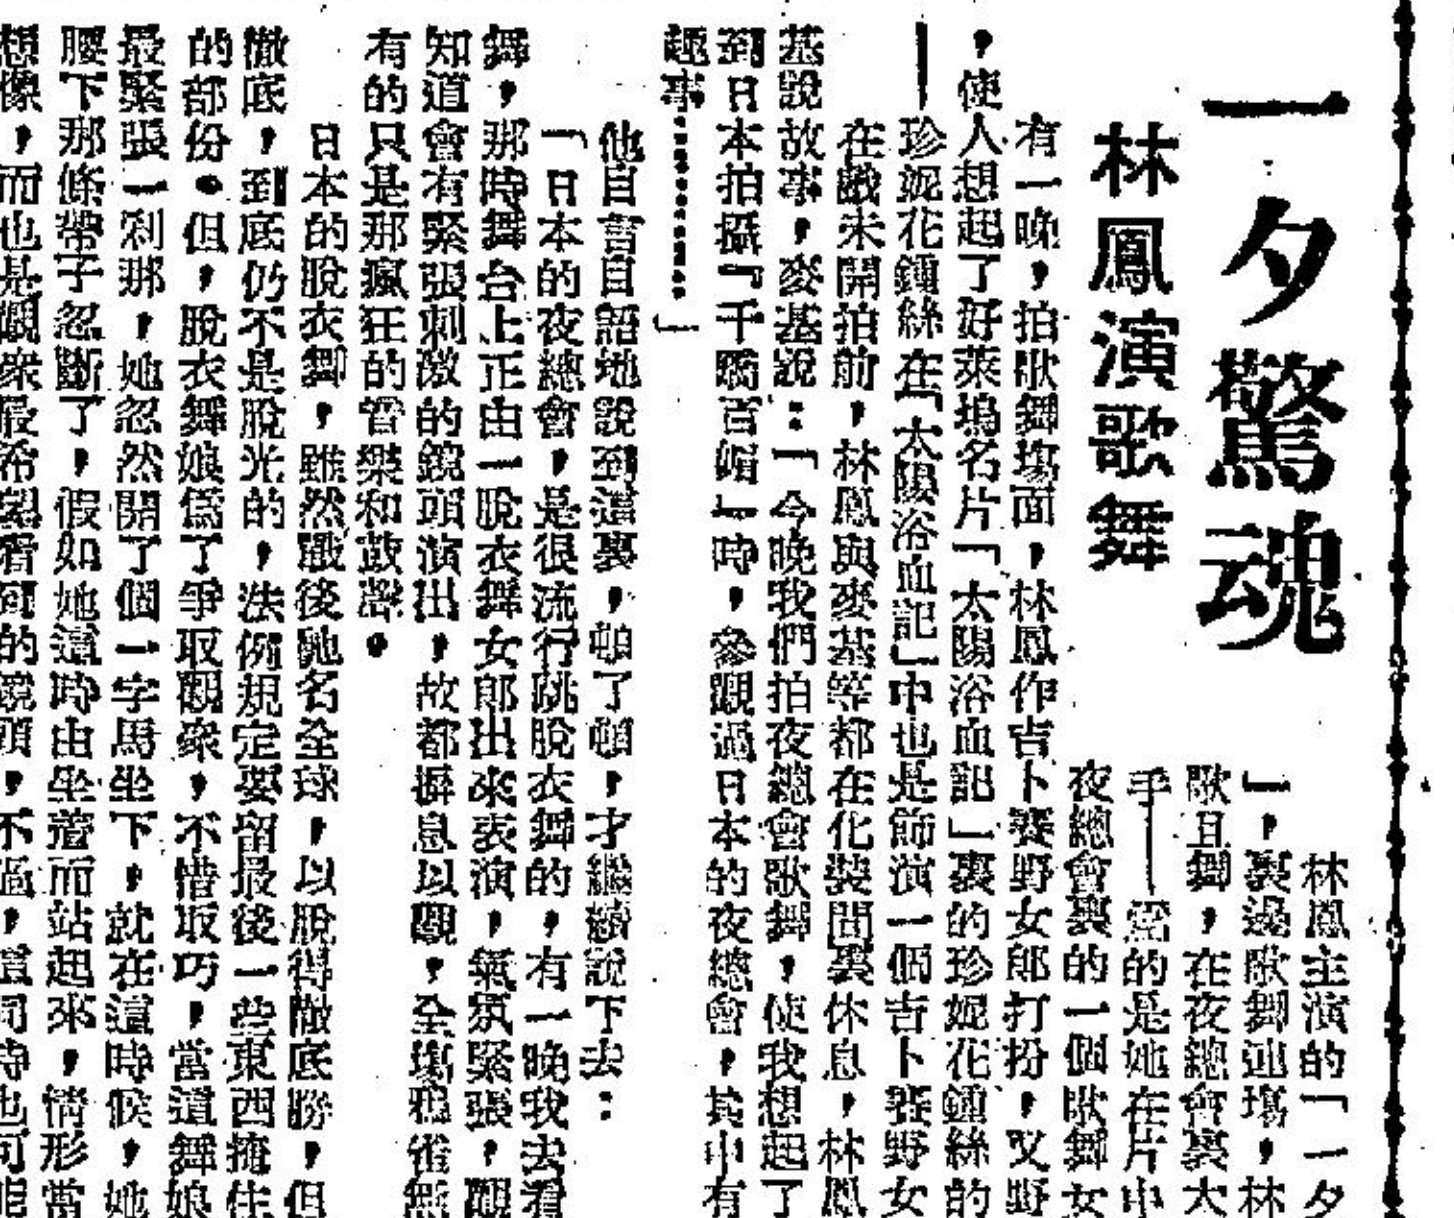 一夕驚魂
林鳳演歌舞
林鳳主演的「一夕
」，裏邊歌舞連塲，林
歌且舞，在夜總會裏大
手——的是她在片中
夜總會裏的一個歌舞女
有一晚，拍歌舞塲面，林鳳作吉卜賽野女郎打扮，又野
，使人想起了好萊塢名片「太陽浴血記」裏的珍妮花鍾絲的
——珍妮花鍾絲在「太陽浴血記」中也是飾演一個吉卜賽野女
在戲未開拍前，林鳳與麥基等都在化裝間裏休息，林鳳
基說故事，麥基說：「今晚我們拍夜總會歌舞，使我想起了
到日本拍攝『千嬌百媚』時，參觀過日本的夜總會，其中有
趣事………」
他自言自語地說到這裏，頓了頓，才繼續說下去：
「日本的夜總會，是很流行跳脫衣舞的，有一晚我去看
舞，那時舞台上正由一脫衣舞女郎出來表演，氣氛緊張，觀
知道會有緊張刺激的鏡頭演出，故都摒息以觀，全塲鴉雀無
有的只是那瘋狂的音樂和鼓聲。
日本的脫衣舞，雖然戰後馳名全球，以脫得徹底勝，但
徹底，到底仍不是脫光的，法例規定要留最後一些東西掩住
的部份。但，脫衣舞娘爲了爭取觀衆，不惜取巧，當這舞娘
最緊張一刹那，她忽然開了個一字馬坐下，就在這時候，她
腰下那條帶子忽斷了，假如她這時由坐着而站起來，情形當
想像，而也是觀衆最希望看到的鏡頭，不過，這同時也可能